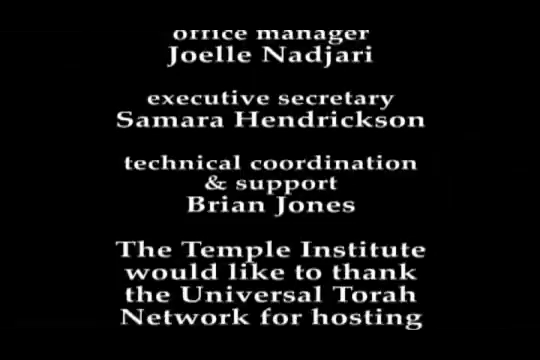 office manager
Joelle Nadjari
executive secretary
Samara Hendrickson
technical coordination
& support
Brian Jones
The Temple Institute
would like to thank
the Universal Torah
Network for hosting